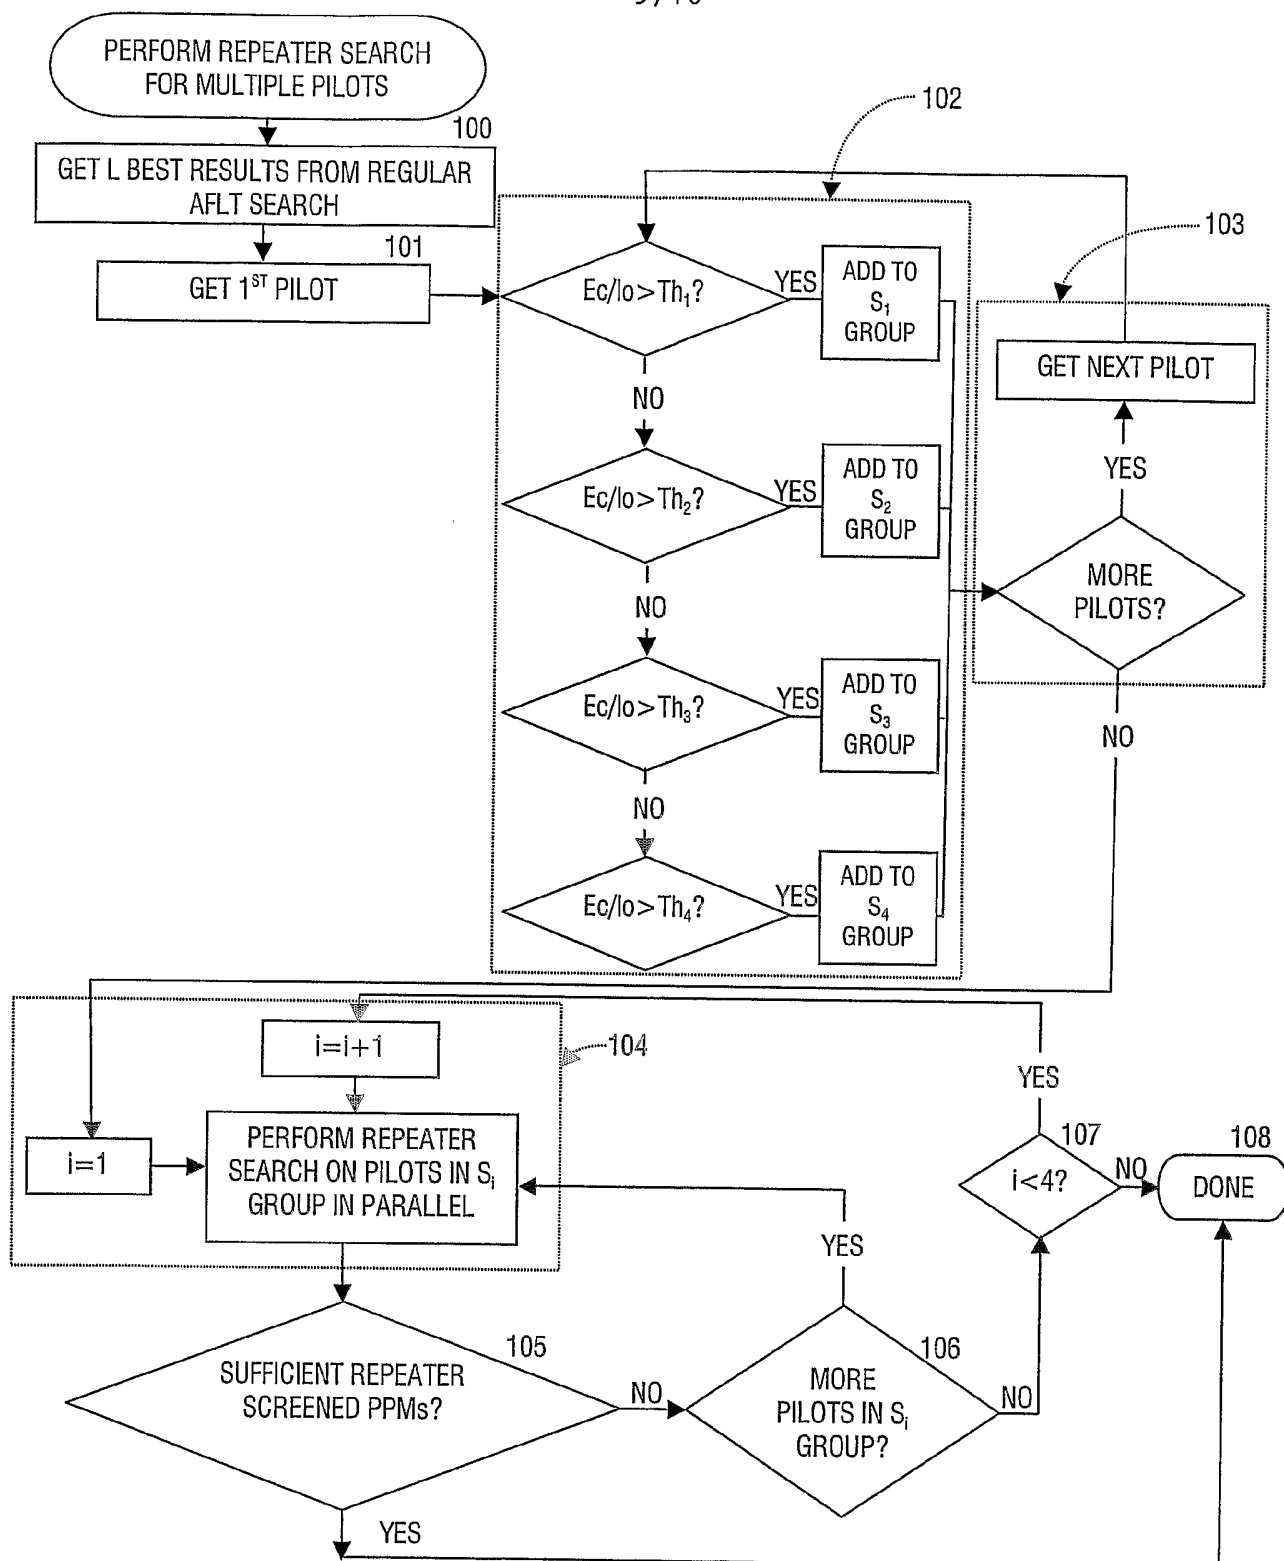 PERFORM REPEATER SEARCH
FOR MULTIPLE PILOTS
100
GET L BEST RESULTS FROM REGULAR
AFLT SEARCH
101
GET 1ST PILOT
102
103
Ec/Io>Th1?
YES
ADD TO
S1
GROUP
NO
Ec/Io>Th2?
YES
ADD TO
S2
GROUP
NO
Ec/Io>Th3?
YES
ADD TO
S3
GROUP
NO
Ec/Io>Th4?
YES
ADD TO
S4
GROUP
GET NEXT PILOT
YES
MORE
PILOTS?
NO
i=i+1
104
i=1
PERFORM REPEATER
SEARCH ON PILOTS IN Si
GROUP IN PARALLEL
105
SUFFICIENT REPEATER
SCREENED PPMs?
NO
YES
106
MORE
PILOTS IN Si
GROUP?
YES
NO
107
i<4?
YES
NO
108
DONE